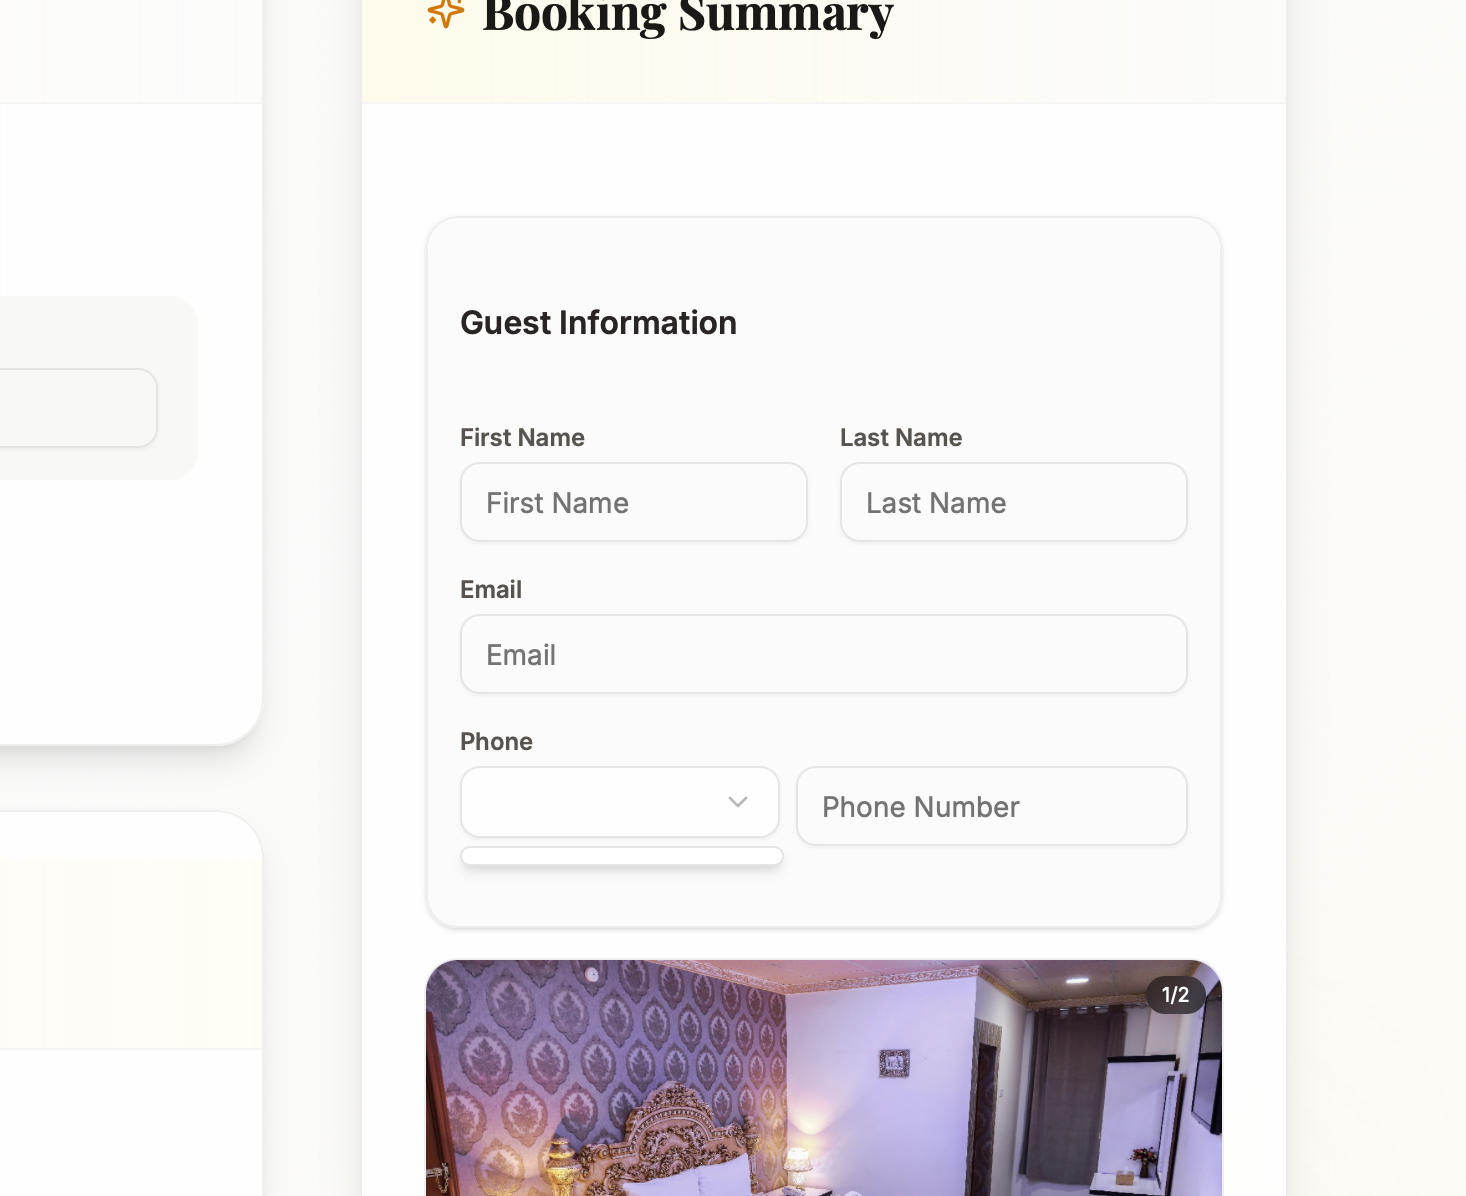 Booking Summary
Guest Information
First Name
Last Name
First Name
Last Name
Email
Email
Phone
Phone Number
1/2